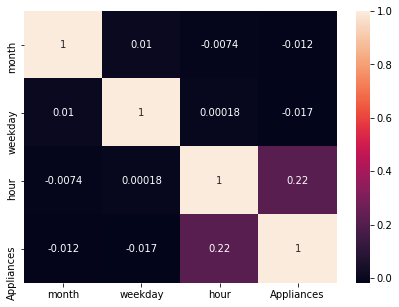 month 1 0.01 -0.0074 -0.012
weekday 0.01 1 0.00018 -0.017
hour -0.0074 0.00018 1 0.22
Appliances -0.012 -0.017 0.22 1
month weekday hour Appliances
1.0
0.8
0.6
0.4
0.2
0.0